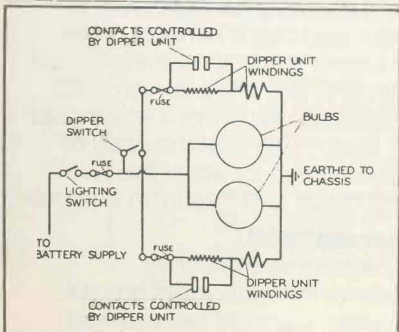 CONTACTS CONTROLLED
BY DIPPER UNIT
DIPPER UNIT
WINDINGS
FUSE
DIPPER
SWITCH
BULBS
FUSE
EARTHED TO
CHASSIS
LIGHTING
SWITCH
TO
BATTERY SUPPLY
FUSE
DIPPER UNIT
WINDINGS
CONTACTS CONTROLLED
BY DIPPER UNIT